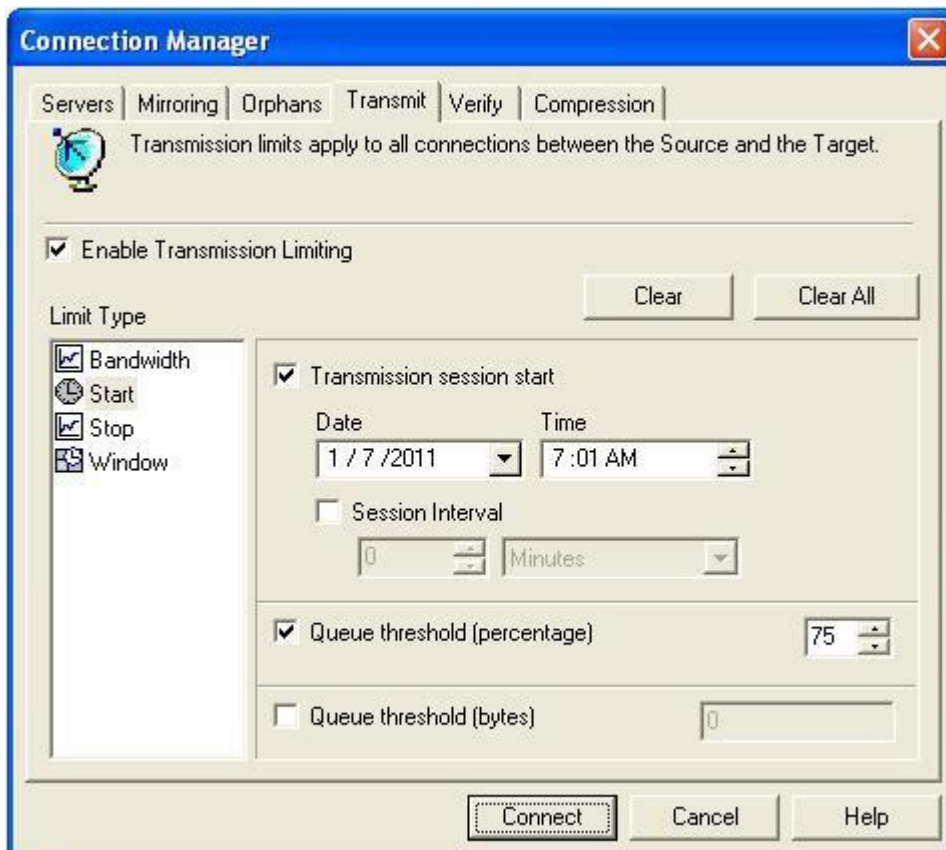 Connection Manager
Servers Mirroring Orphans Transmit Verify Compression
Transmission limits apply to all connections between the Source and the Target.
Enable Transmission Limiting
Clear Clear All
Limit Type
Bandwidth
Start
Stop
Window
Transmission session start
Date Time
1 / 7 /2011 7 :01 AM
Session Interval
0 Minutes
Queue threshold (percentage) 75
Queue threshold (bytes) 0
Connect Cancel Help